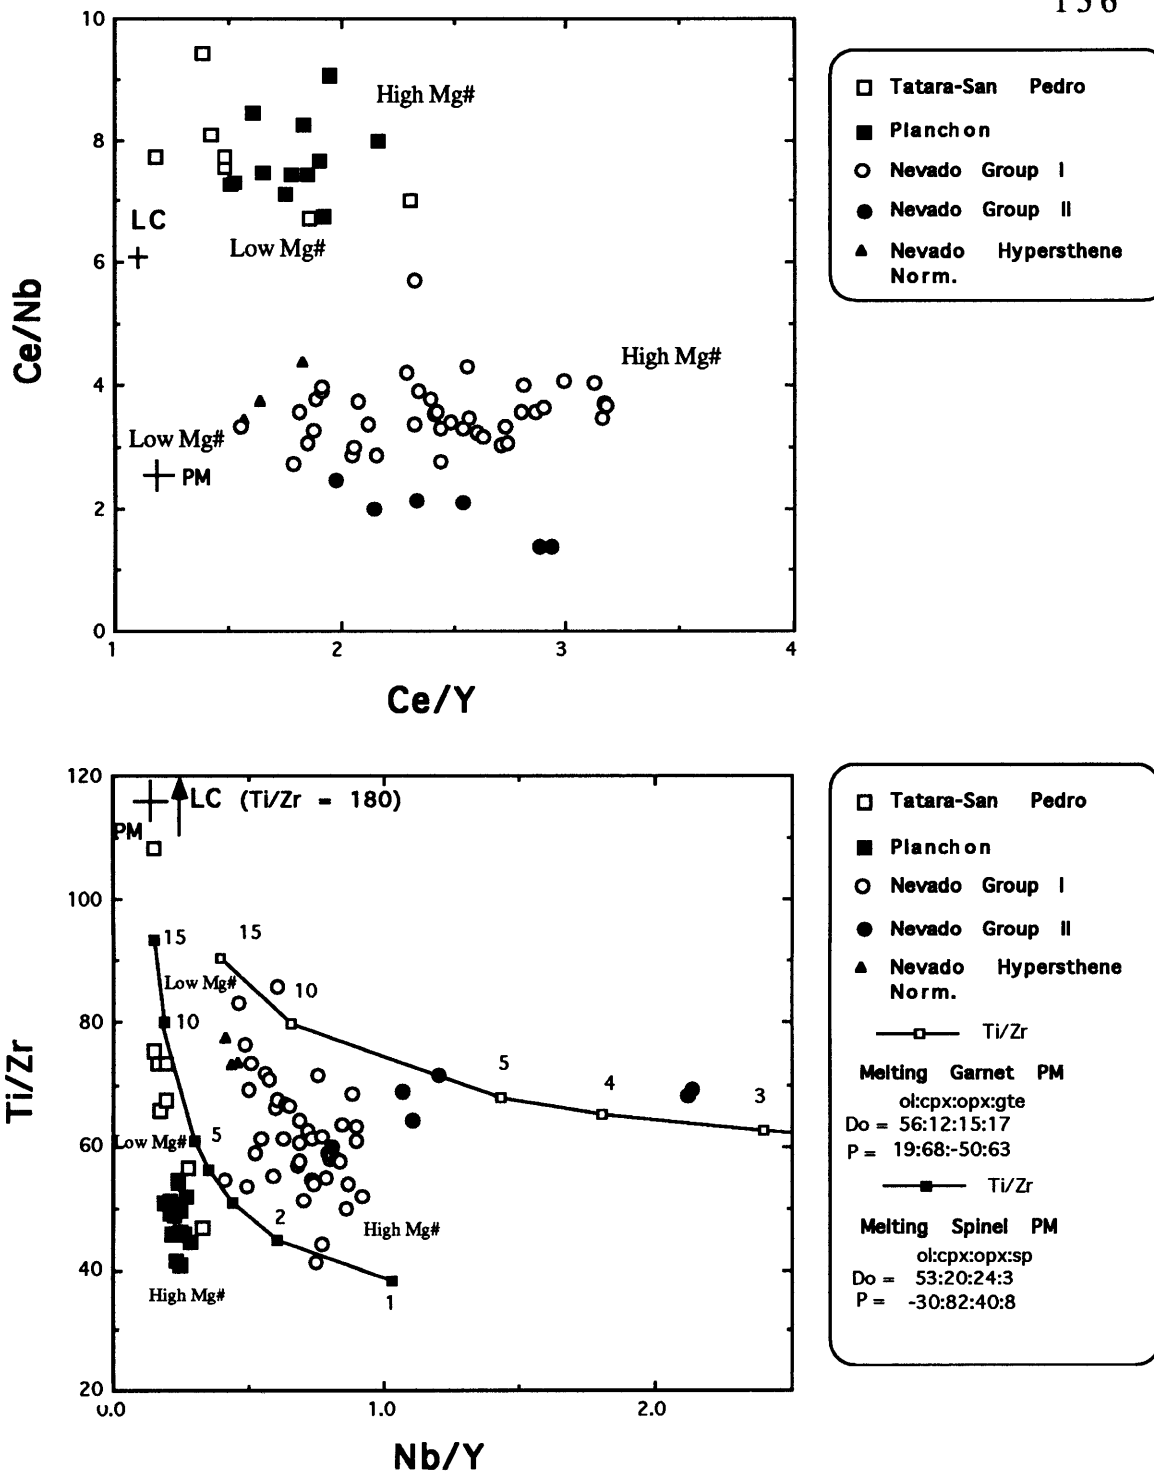 156
10
8
6
4
2
0
Ce/Nb
High Mg#
LC
Low Mg#
High Mg#
Low Mg#
PM
1
2
3
4
Ce/Y
Tatara-San Pedro
Planchon
Nevado Group I
Nevado Group II
Nevado Hypersthene
Norm.
120
100
80
60
40
20
Ti/Zr
LC (Ti/Zr = 180)
PM
15
15
Low Mg#
10
10
5
5
4
3
Low Mg#
2
High Mg#
High Mg#
1
0.0
1.0
2.0
Nb/Y
Tatara-San Pedro
Planchon
Nevado Group I
Nevado Group II
Nevado Hypersthene
Norm.
Ti/Zr
Melting Garnet PM
ol:cpx:opx:gte
Do = 56:12:15:17
P = 19:68:-50:63
Ti/Zr
Melting Spinel PM
ol:cpx:opx:sp
Do = 53:20:24:3
P = -30:82:40:8